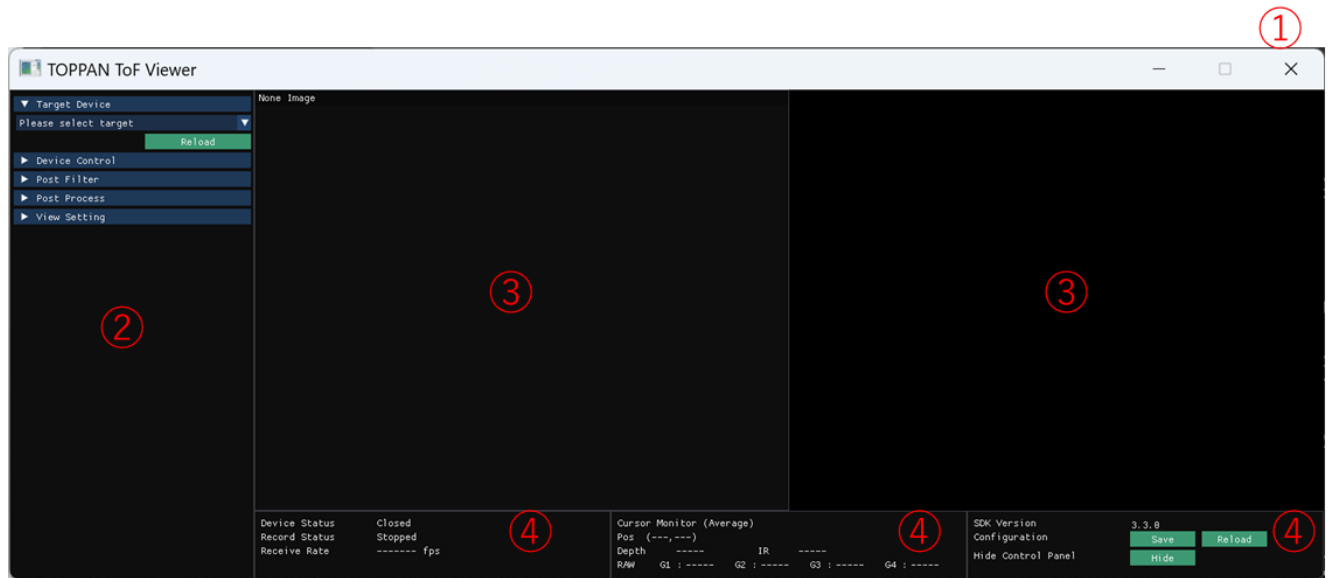 ①
TOPPAN ToF Viewer
▼ Target Device
Please select target ▼
Reload
▶ Device Control
▶ Post Filter
▶ Post Process
▶ View Setting
②
None Image
③
③
Device Status Closed
Record Status Stopped
Receive Rate ------- fps
④
Cursor Monitor (Average)
Pos (---,---)
Depth ----- IR -----
RAW G1 : ----- G2 : ----- G3 : ----- G4 : -----
④
SDK Version 3.3.0
Configuration Save Reload
Hide Control Panel Hide
④